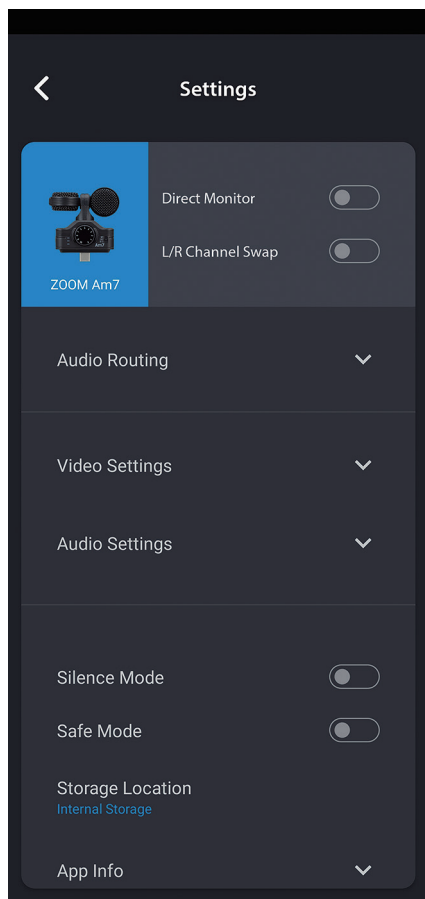 Settings
Direct Monitor
L/R Channel Swap
ZOOM Am7
Audio Routing
Video Settings
Audio Settings
Silence Mode
Safe Mode
Storage Location
Internal Storage
App Info